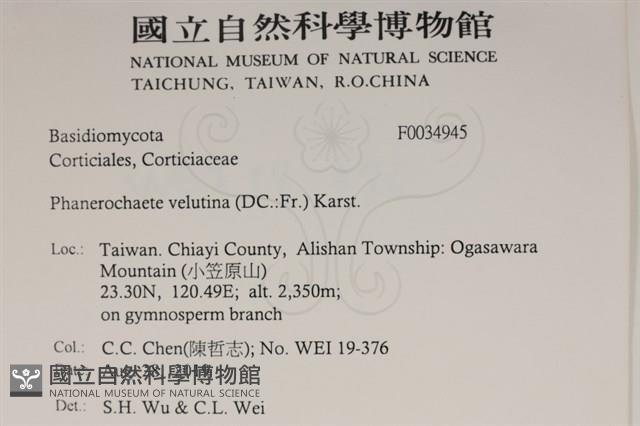 國立自然科學博物館
NATIONAL MUSEUM OF NATURAL SCIENCE
TAICHUNG, TAIWAN, R.O.CHINA
Basidiomycota F0034945
Corticiales, Corticiaceae
Phanerochaete velutina (DC.:Fr.) Karst.
Loc.: Taiwan. Chiayi County, Alishan Township: Ogasawara
Mountain (小笠原山)
23.30N, 120.49E; alt. 2,350m;
on gymnosperm branch
Col.: C.C. Chen(陳哲志); No. WEI 19-376
國立自然科學博物館
NATIONAL MUSEUM OF NATURAL SCIENCE
Det.: S.H. Wu & C.L. Wei